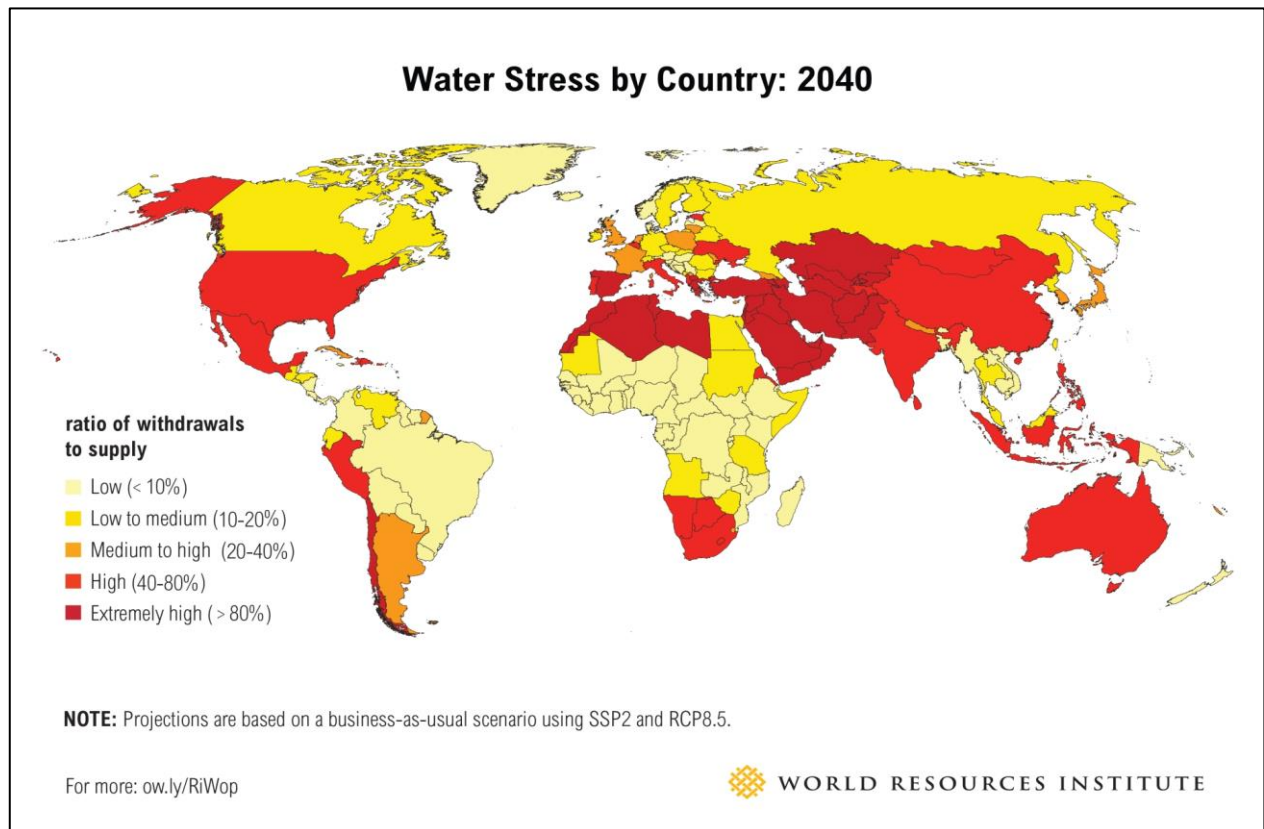 Water Stress by Country: 2040
ratio of withdrawals
to supply
Low (< 10%)
Low to medium (10-20%)
Medium to high (20-40%)
High (40-80%)
Extremely high (> 80%)
NOTE: Projections are based on a business-as-usual scenario using SSP2 and RCP8.5.
For more: ow.ly/RiWop
WORLD RESOURCES INSTITUTE